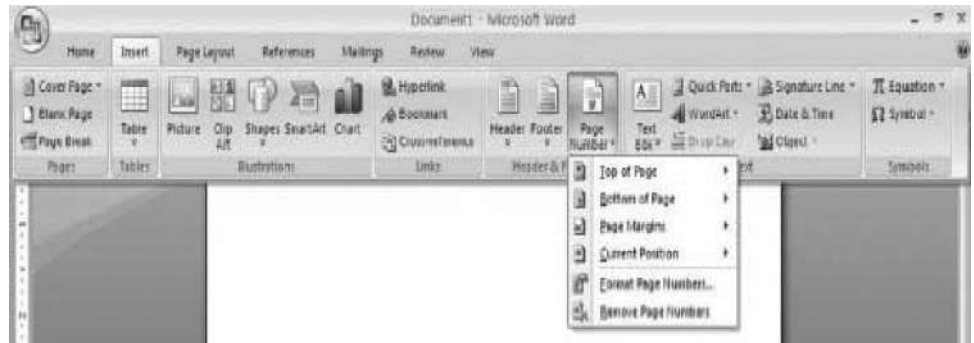 Document1 - Microsoft Word
Home Insert Page Layout References Mailings Review View
Cover Page
Blank Page
Page Break
Pages
Table
Tables
Picture Clip Art Shapes SmartArt Chart
Illustrations
Hyperlink
Bookmark
Cross-reference
Links
Header Footer Page Number
Header & F
Text Box
Quick Parts
WordArt
Drop Cap
Signature Line
Date & Time
Object
Equation
Symbol
Symbols
Top of Page
Bottom of Page
Page Margins
Current Position
Format Page Numbers...
Remove Page Numbers